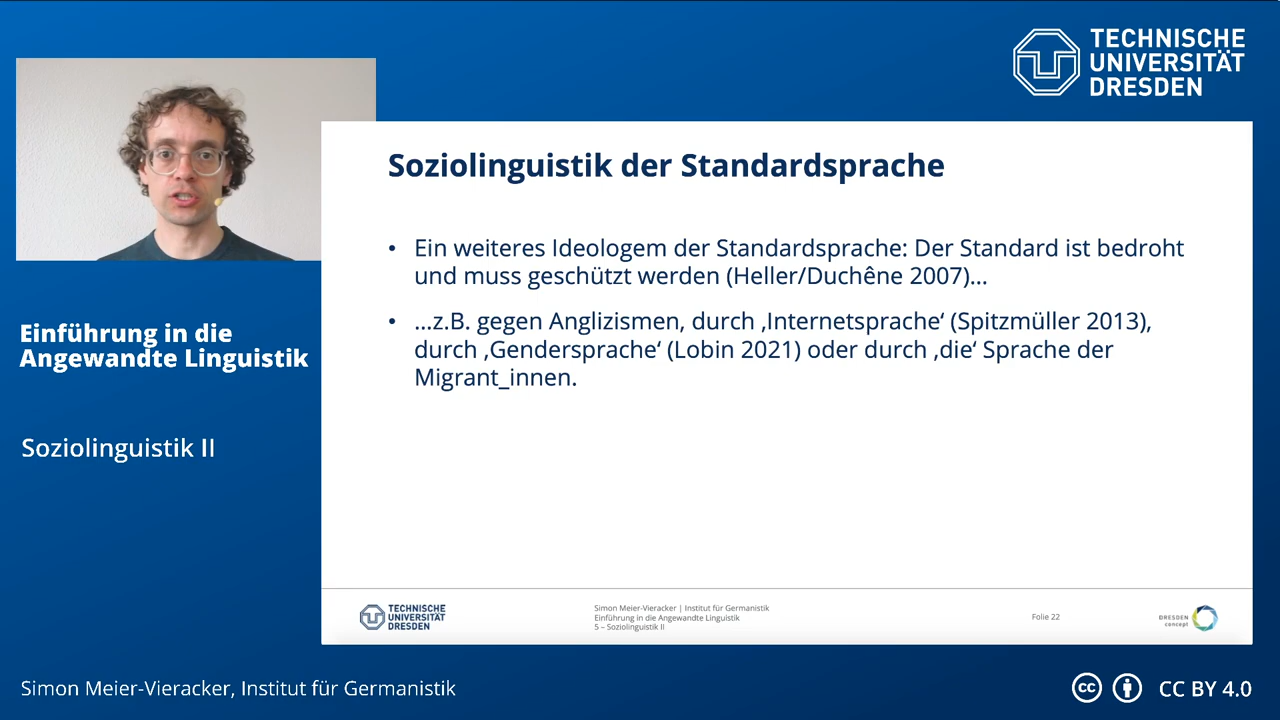 TECHNISCHE
UNIVERSITÄT
DRESDEN
Soziolinguistik der Standardsprache
• Ein weiteres Ideologem der Standardsprache: Der Standard ist bedroht
und muss geschützt werden (Heller/Duchêne 2007)…
• …z.B. gegen Anglizismen, durch ‚Internetsprache‘ (Spitzmüller 2013),
durch ‚Gendersprache‘ (Lobin 2021) oder durch ‚die‘ Sprache der
Migrant_innen.
Einführung in die
Angewandte Linguistik
Soziolinguistik II
TECHNISCHE
UNIVERSITÄT
DRESDEN
Simon Meier-Vieracker | Institut für Germanistik
Einführung in die Angewandte Linguistik
5 – Soziolinguistik II
Folie 22
DRESDEN
concept
Simon Meier-Vieracker, Institut für Germanistik
cc
CC BY 4.0